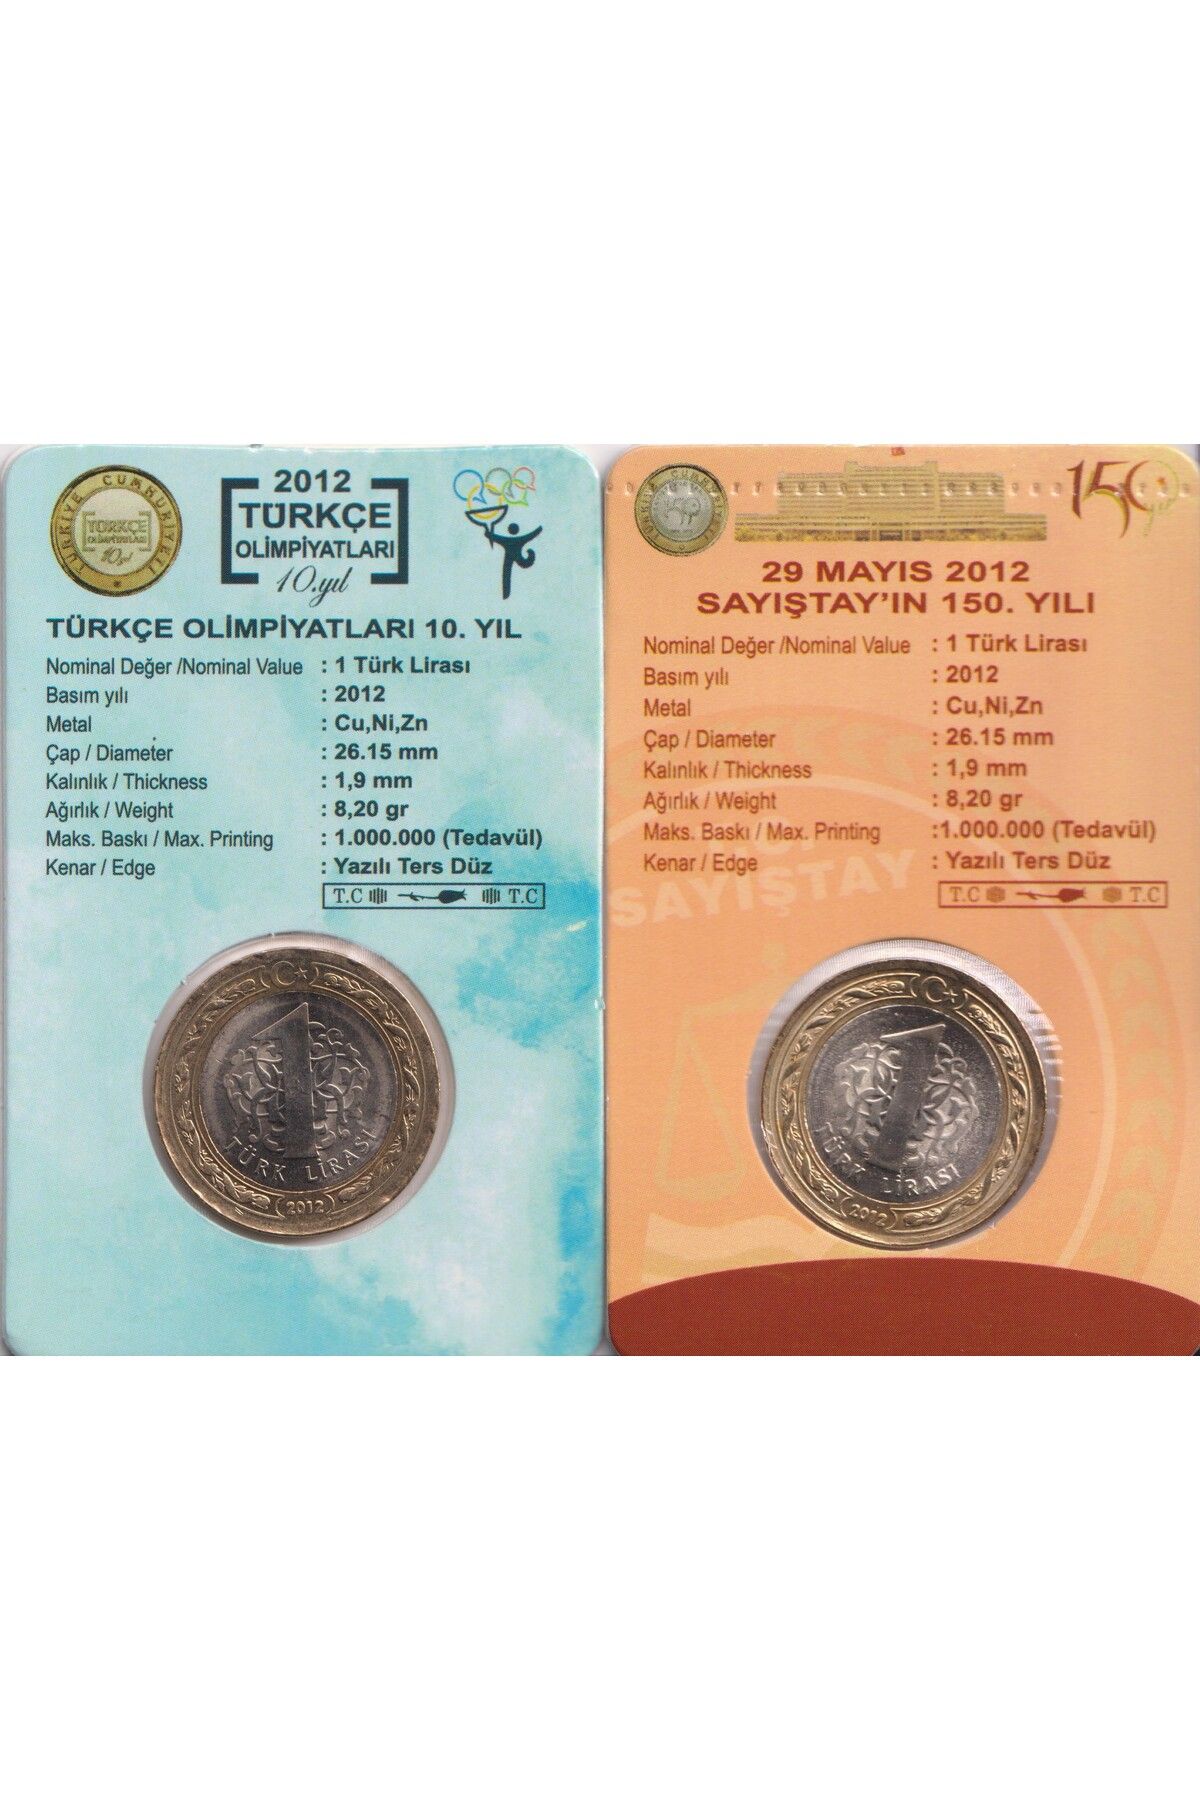 TÜRKİYE CUMHURİYETİ
TÜRKÇE
OLİMPİYATLARI
10.yıl
2012
TÜRKÇE
OLİMPİYATLARI
10.yıl
TÜRKÇE OLİMPİYATLARI 10. YIL
Nominal Değer /Nominal Value : 1 Türk Lirası
Basım yılı : 2012
Metal : Cu,Ni,Zn
Çap / Diameter : 26.15 mm
Kalınlık / Thickness : 1,9 mm
Ağırlık / Weight : 8,20 gr
Maks. Baskı / Max. Printing : 1.000.000 (Tedavül)
Kenar / Edge : Yazılı Ters Düz
T.C T.C
1
TÜRK LİRASI
2012
150
29 MAYIS 2012
SAYIŞTAY'IN 150. YILI
Nominal Değer /Nominal Value : 1 Türk Lirası
Basım yılı : 2012
Metal : Cu,Ni,Zn
Çap / Diameter : 26.15 mm
Kalınlık / Thickness : 1,9 mm
Ağırlık / Weight : 8,20 gr
Maks. Baskı / Max. Printing :1.000.000 (Tedavül)
Kenar / Edge : Yazılı Ters Düz
SAYIŞTAY
T.C T.C
1
TÜRK LİRASI
2012